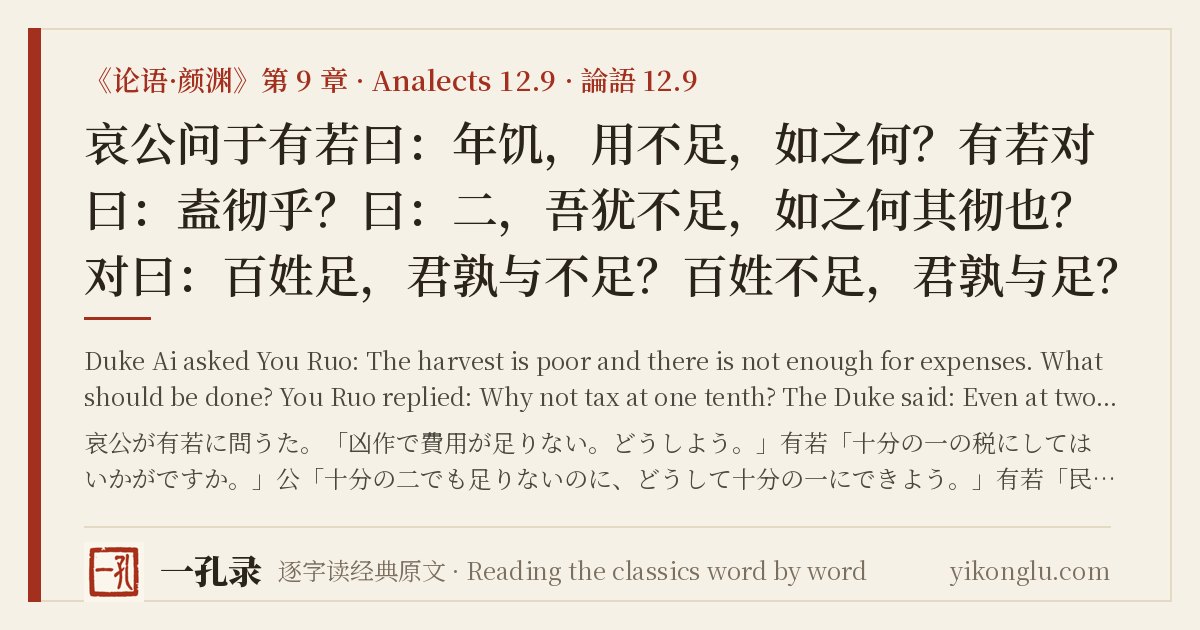 《论语·颜渊》第 9 章 · Analects 12.9 · 論語 12.9
哀公问于有若曰：年饥，用不足，如之何？有若对
曰：盍彻乎？曰：二，吾犹不足，如之何其彻也？
对曰：百姓足，君孰与不足？百姓不足，君孰与足？
Duke Ai asked You Ruo: The harvest is poor and there is not enough for expenses. What
should be done? You Ruo replied: Why not tax at one tenth? The Duke said: Even at two…
哀公が有若に問うた。「凶作で費用が足りない。どうしよう。」有若「十分の一の税にしては
いかがですか。」公「十分の二でも足りないのに、どうして十分の一にできよう。」有若「民…
一孔
一孔录 逐字读经典原文 · Reading the classics word by word yikonglu.com